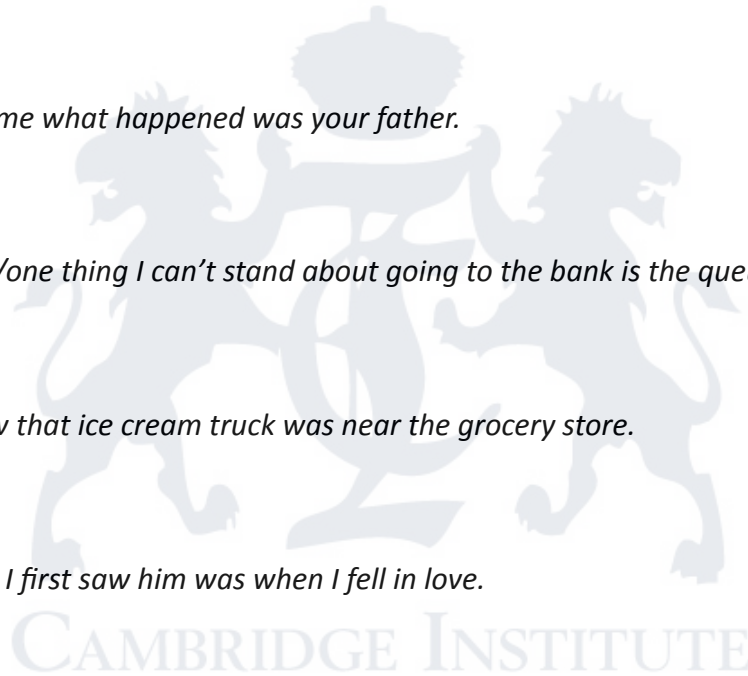 me what happened was your father.
/one thing I can’t stand about going to the bank is the que
that ice cream truck was near the grocery store.
I first saw him was when I fell in love.
CAMBRIDGE INSTITUTE